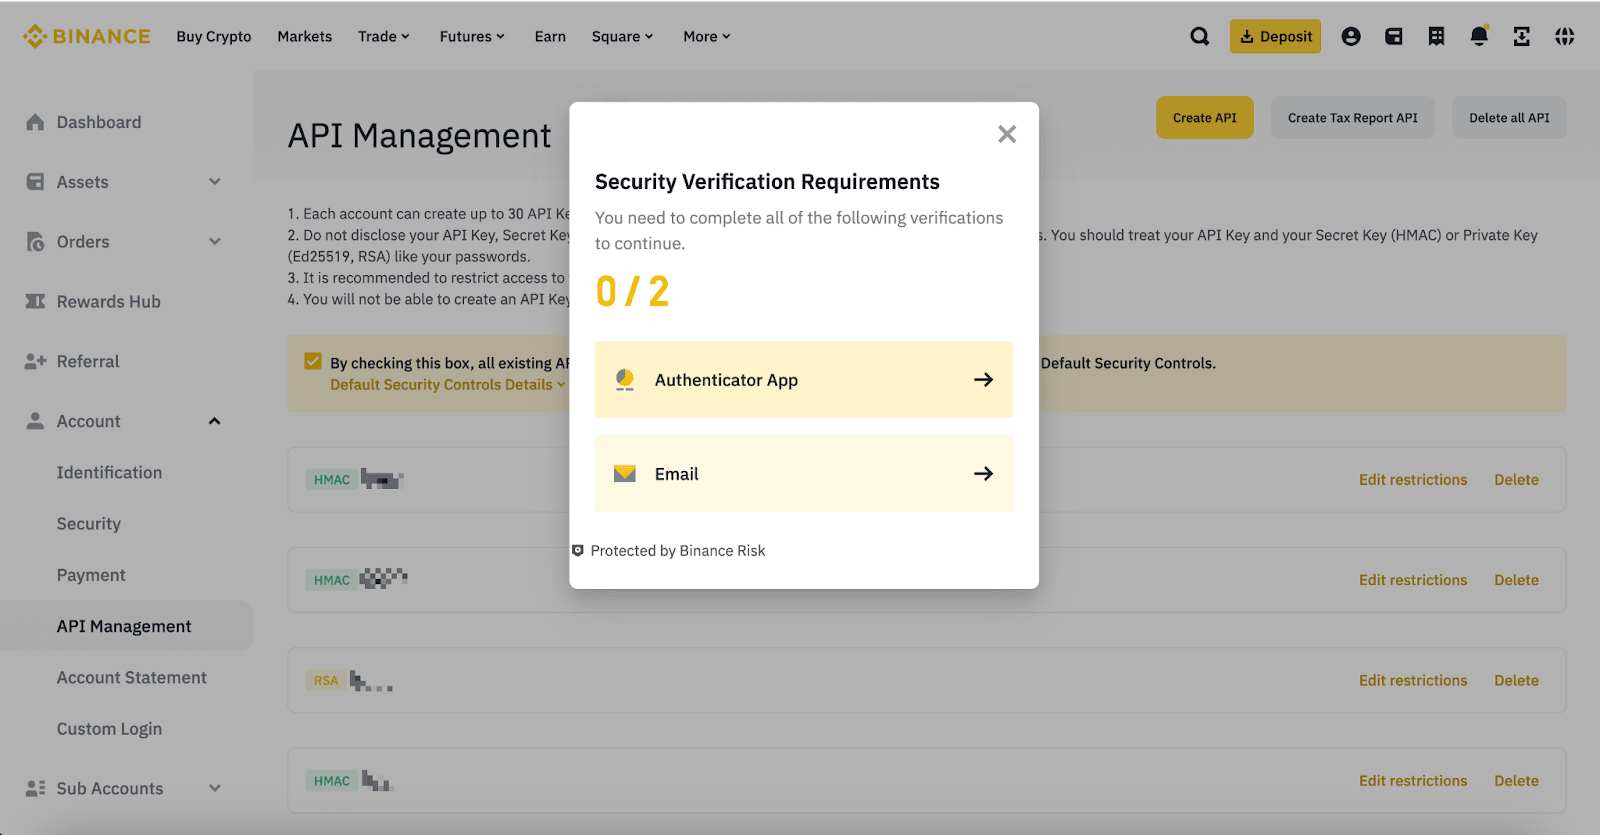 BINANCE Buy Crypto Markets Trade Futures Earn Square More Deposit
Dashboard
Assets
Orders
Rewards Hub
Referral
Account
Identification
Security
Payment
API Management
Account Statement
Custom Login
Sub Accounts
API Management
Create API Create Tax Report API Delete all API
1. Each account can create up to 30 API
2. Do not disclose your API Key, Secret
s. You should treat your API Key and your Secret Key (HMAC) or Private Key
(Ed25519, RSA) like your passwords.
3. It is recommended to restrict access to
4. You will not be able to create an API
By checking this box, all existing
Default Security Controls.
Default Security Controls Details
HMAC Edit restrictions Delete
HMAC Edit restrictions Delete
RSA Edit restrictions Delete
HMAC Edit restrictions Delete
Security Verification Requirements
You need to complete all of the following verifications
to continue.
0 / 2
Authenticator App
Email
Protected by Binance Risk